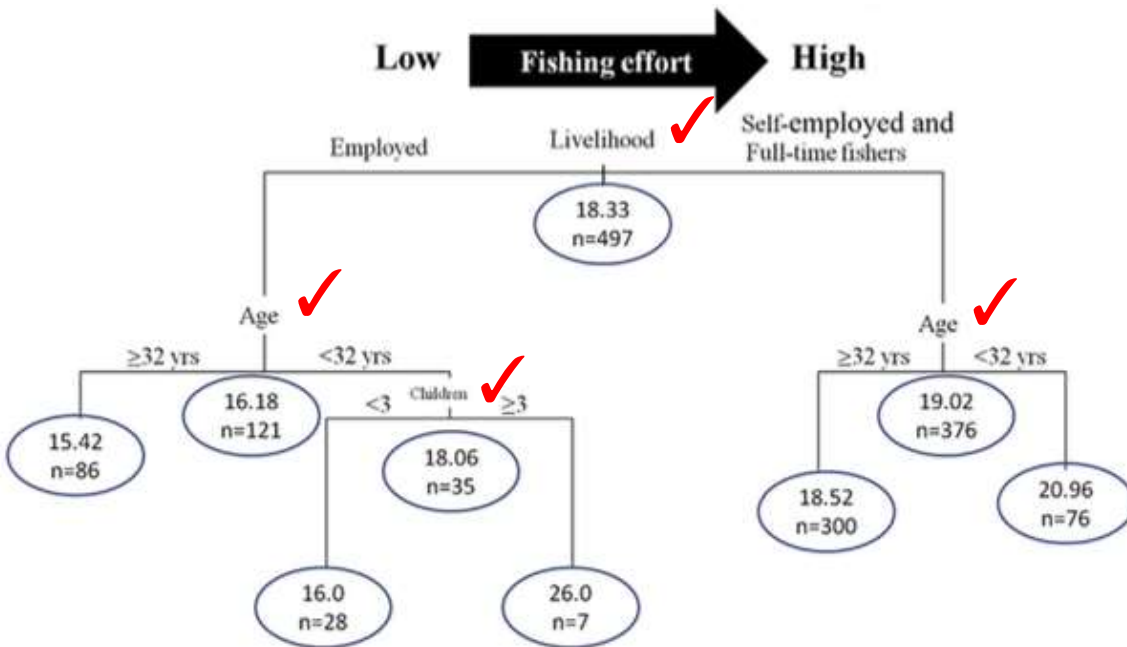 Low
Fishing effort
High
Employed
Livelihood
Self-employed and
Full-time fishers
18.33
n=497
Age
≥32 yrs
<32 yrs
16.18
n=121
15.42
n=86
Children
<3
≥3
18.06
n=35
16.0
n=28
26.0
n=7
Age
≥32 yrs
<32 yrs
19.02
n=376
18.52
n=300
20.96
n=76